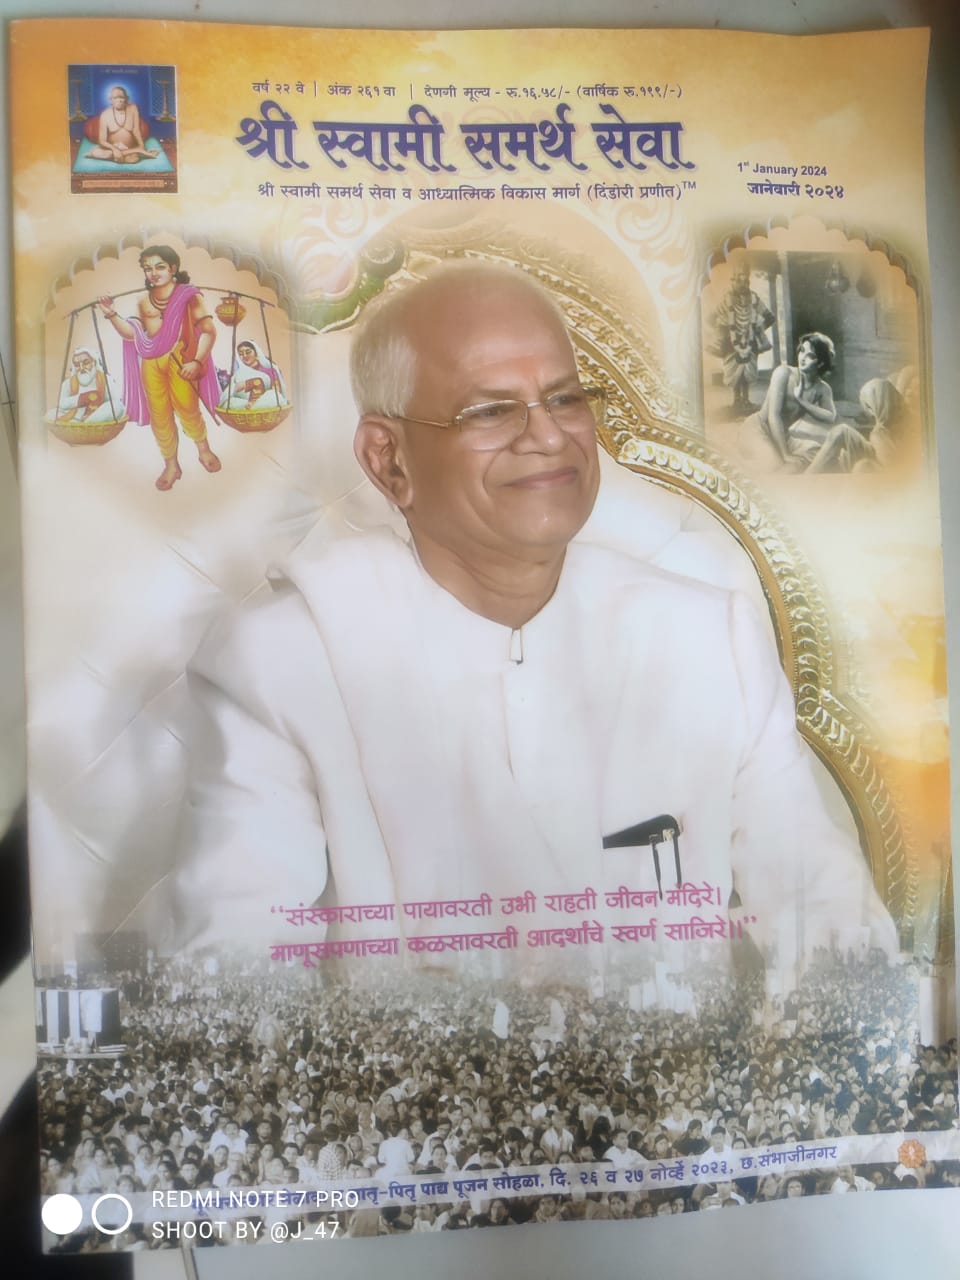 वर्ष २२ वे | अंक २६१ वा | देणगी मूल्य - रु.१६.५८/- (वार्षिक रु.१९९/-)
श्री स्वामी समर्थ सेवा
श्री स्वामी समर्थ सेवा व आध्यात्मिक विकास मार्ग (दिंडोरी प्रणीत)™
1st January 2024
जानेवारी २०२४
“संस्काराच्या पायावरती उभी राहती जीवन मंदिरे।
माणूसपणाच्या कळसावरती आदर्शांचे स्वर्ण साजिरे।।”
मातृ-पितृ पाद्य पूजन सोहळा, दि. २६ व २७ नोव्हें २०२३, छ.संभाजीनगर
REDMI NOTE 7 PRO
SHOOT BY @J_47